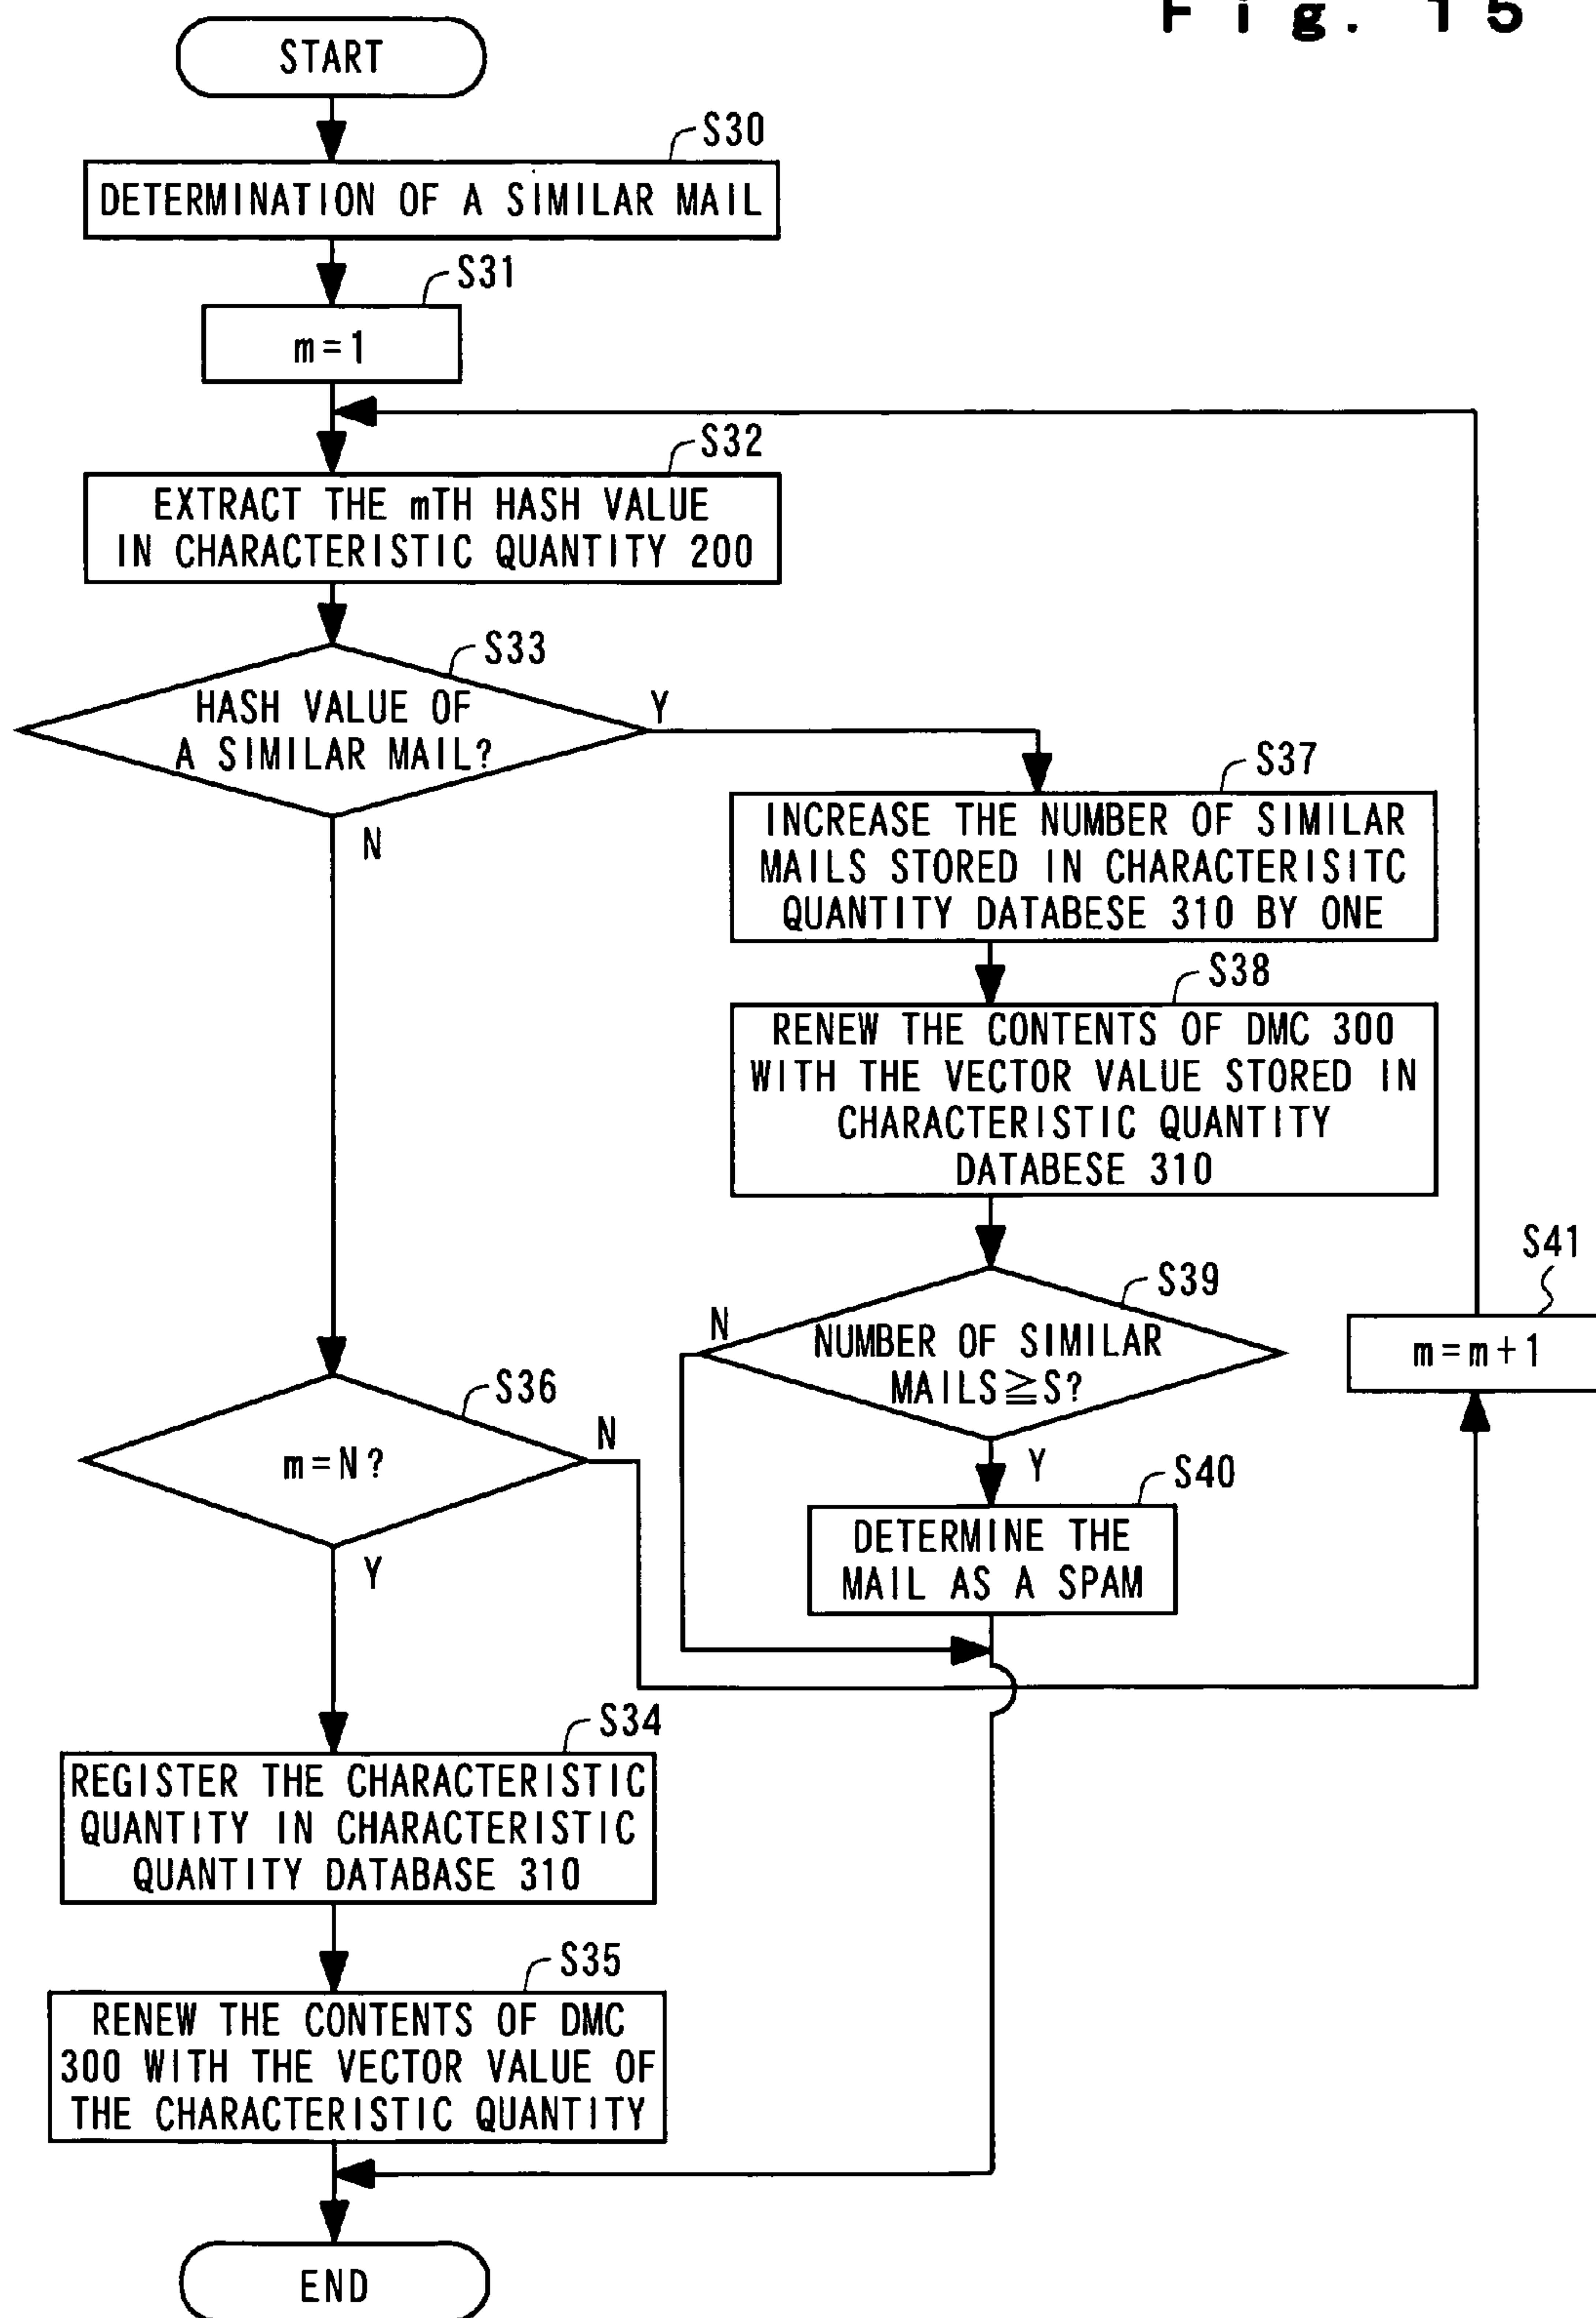 Fig. 15
START
S30
DETERMINATION OF A SIMILAR MAIL
S31
m=1
S32
EXTRACT THE mTH HASH VALUE
IN CHARACTERISTIC QUANTITY 200
S33
HASH VALUE OF
A SIMILAR MAIL?
Y
N
S37
INCREASE THE NUMBER OF SIMILAR
MAILS STORED IN CHARACTERISITC
QUANTITY DATABESE 310 BY ONE
S38
RENEW THE CONTENTS OF DMC 300
WITH THE VECTOR VALUE STORED IN
CHARACTERISTIC QUANTITY
DATABESE 310
S39
NUMBER OF SIMILAR
MAILS≧S?
N
Y
S41
m=m+1
S36
m=N?
N
Y
S40
DETERMINE THE
MAIL AS A SPAM
S34
REGISTER THE CHARACTERISTIC
QUANTITY IN CHARACTERISTIC
QUANTITY DATABASE 310
S35
RENEW THE CONTENTS OF DMC
300 WITH THE VECTOR VALUE OF
THE CHARACTERISTIC QUANTITY
END